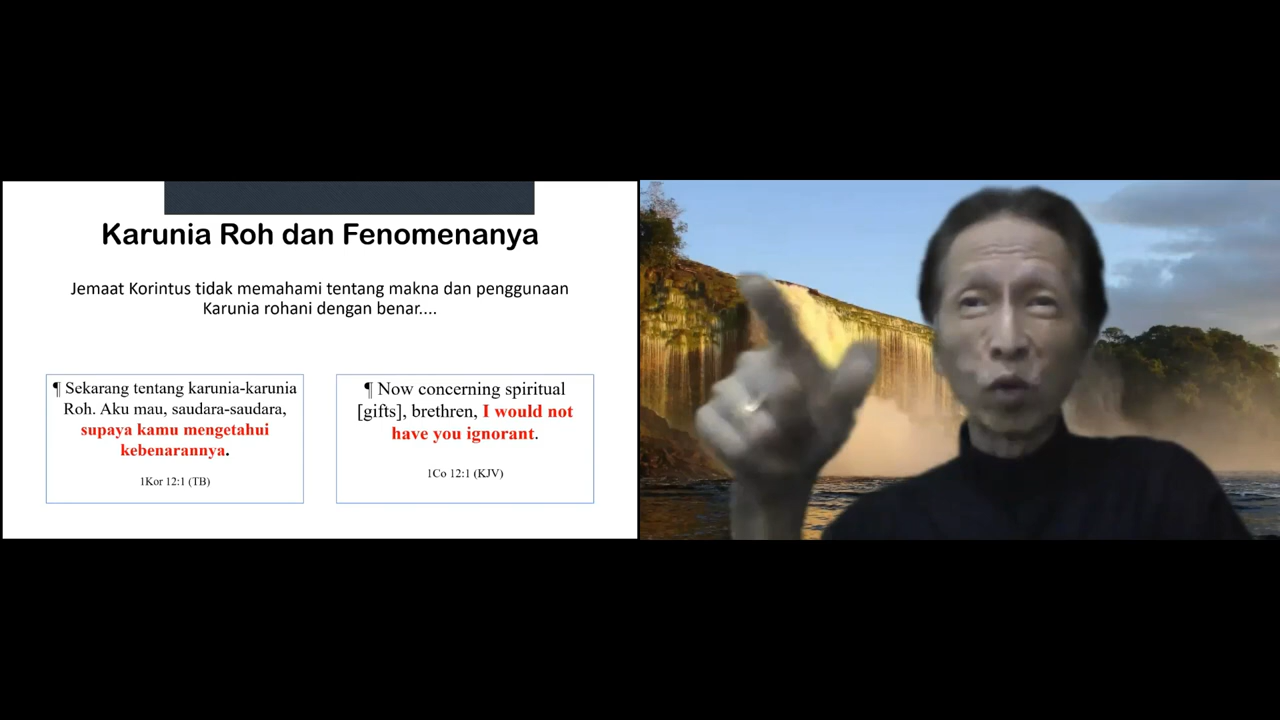 Karunia Roh dan Fenomenanya
Jemaat Korintus tidak memahami tentang makna dan penggunaan
Karunia rohani dengan benar....
¶ Sekarang tentang karunia-karunia
Roh. Aku mau, saudara-saudara,
supaya kamu mengetahui
kebenarannya.
1Kor 12:1 (TB)
¶ Now concerning spiritual
[gifts], brethren, I would not
have you ignorant.
1Co 12:1 (KJV)